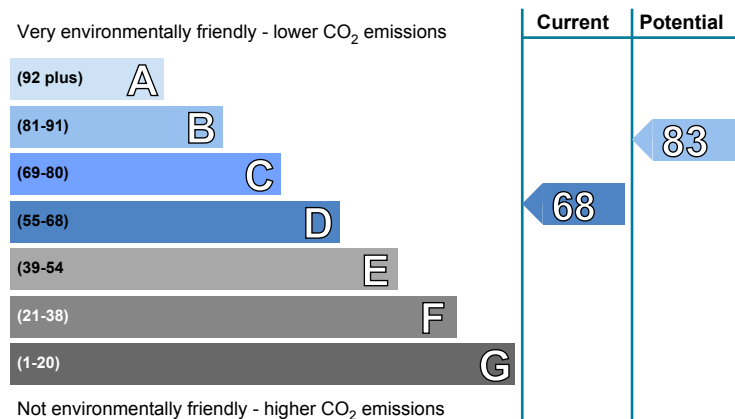 Very environmentally friendly - lower CO₂ emissions
Current
Potential
(92 plus) A
(81-91) B
(69-80) C
(55-68) D
(39-54 E
(21-38) F
(1-20) G
83
68
Not environmentally friendly - higher CO₂ emissions